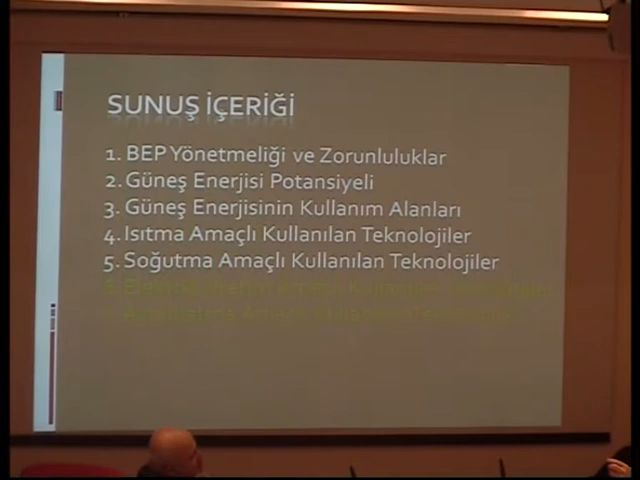 SUNUŞ İÇERİĞİ
1. BEP Yönetmeliği ve Zorunluluklar
2. Güneş Enerjisi Potansiyeli
3. Güneş Enerjisinin Kullanım Alanları
4. Isıtma Amaçlı Kullanılan Teknolojiler
5. Soğutma Amaçlı Kullanılan Teknolojiler